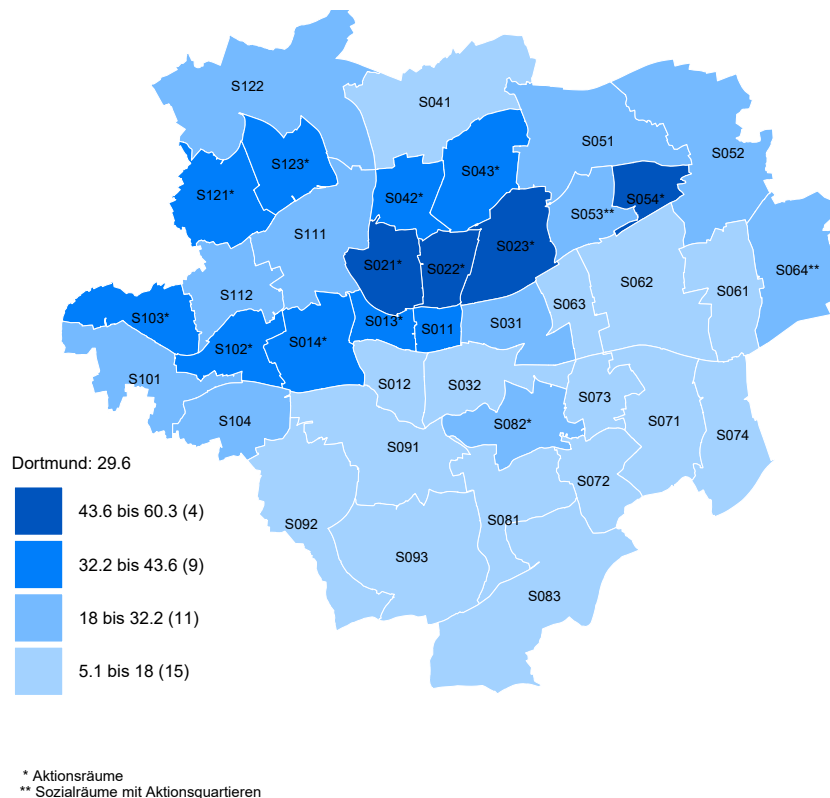 S122
S041
S051
S052
S123*
S043*
S121*
S042*
S054*
S053**
S111
S023*
S021*
S022*
S064**
S062
S061
S112
S063
S103*
S013*
S011
S031
S014*
S102*
S101
S012
S032
S073
S104
S082*
S071
S074
S091
S072
Dortmund: 29.6
43.6 bis 60.3 (4)
S092
S081
S093
32.2 bis 43.6 (9)
S083
18 bis 32.2 (11)
5.1 bis 18 (15)
* Aktionsräume
** Sozialräume mit Aktionsquartieren